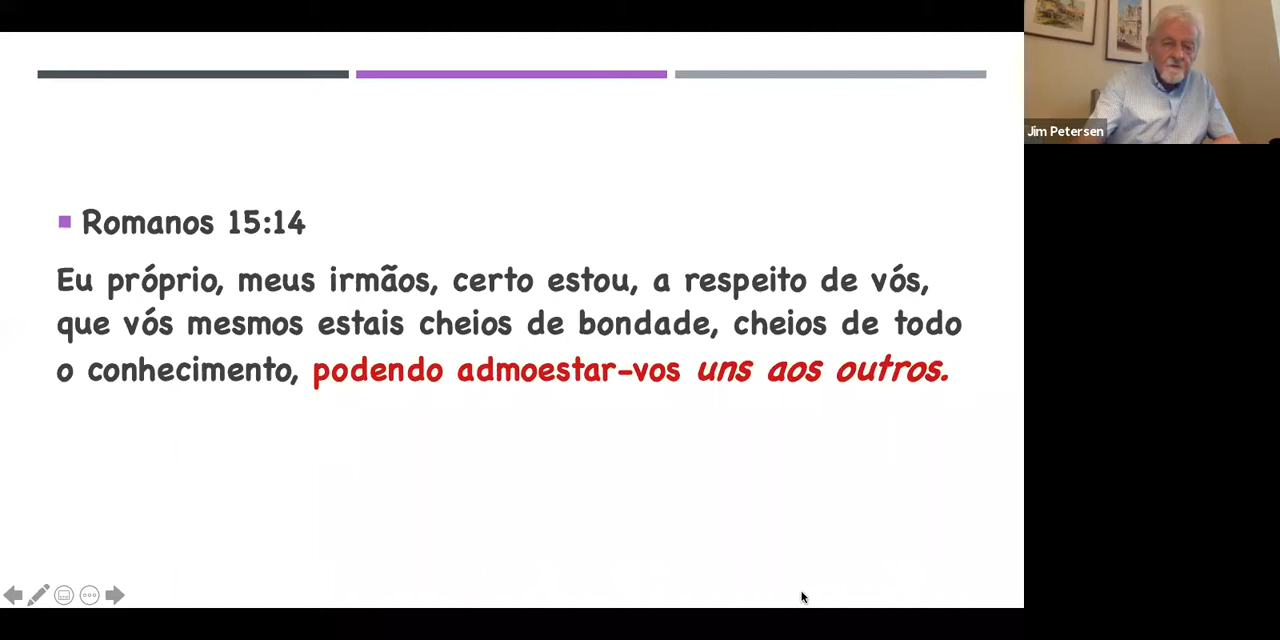 Romanos 15:14
Eu próprio, meus irmãos, certo estou, a respeito de vós,
que vós mesmos estais cheios de bondade, cheios de todo
o conhecimento, podendo admoestar-vos uns aos outros.
Jim Petersen